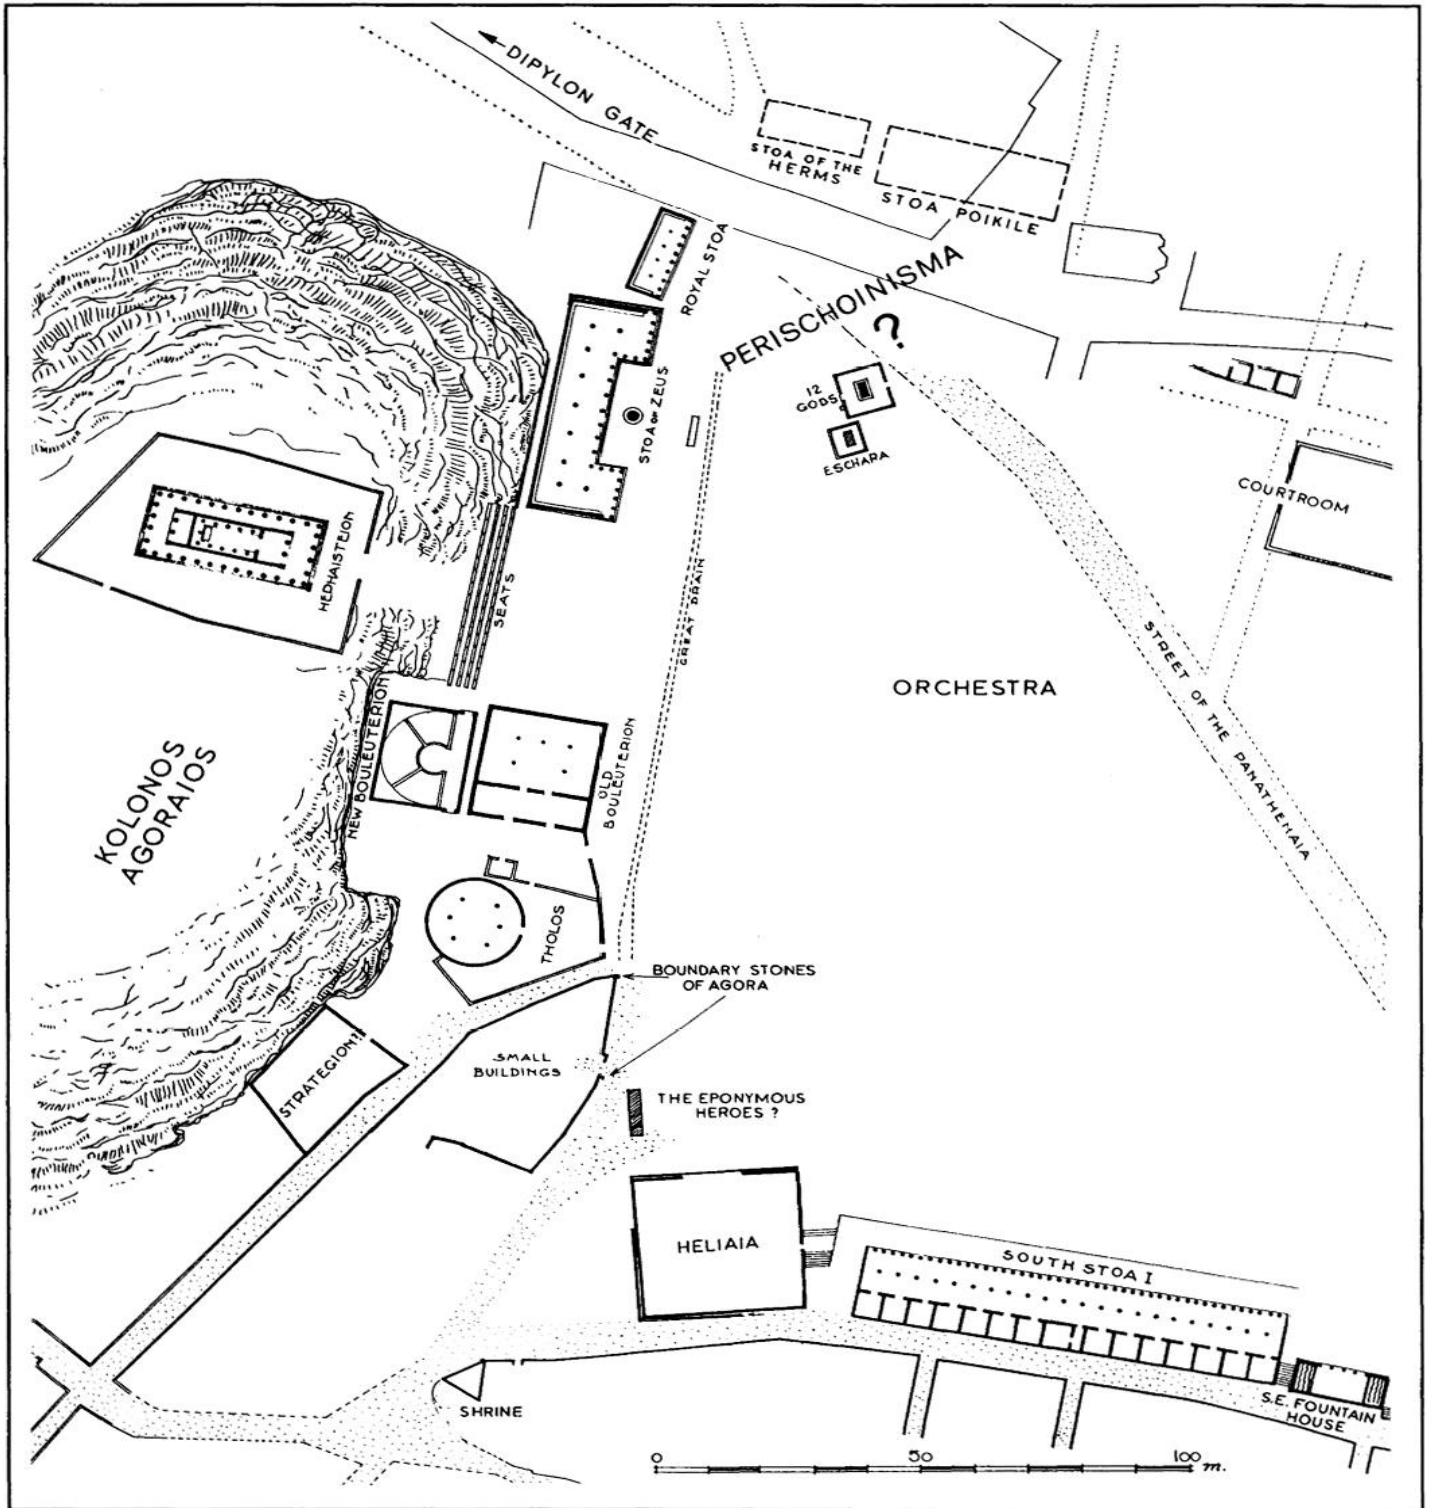 DIPYLON GATE
STOA OF THE
HERMS
STOA POIKILE
ROYAL STOA
PERISCHOINISMA
?
12
GODS
ESCHARA
STOA OF ZEUS
COURTROOM
HEPHAISTEION
SEATS
GREAT DRAIN
ORCHESTRA
STREET OF THE PANATHENAIA
KOLONOS
AGORAIOS
NEW BOULEUTERION
OLD
BOULEUTERION
THOLOS
BOUNDARY STONES
OF AGORA
STRATEGION?
SMALL
BUILDINGS
THE EPONYMOUS
HEROES ?
HELIAIA
SOUTH STOA I
S.E. FOUNTAIN
HOUSE
SHRINE
0 50 100 m.